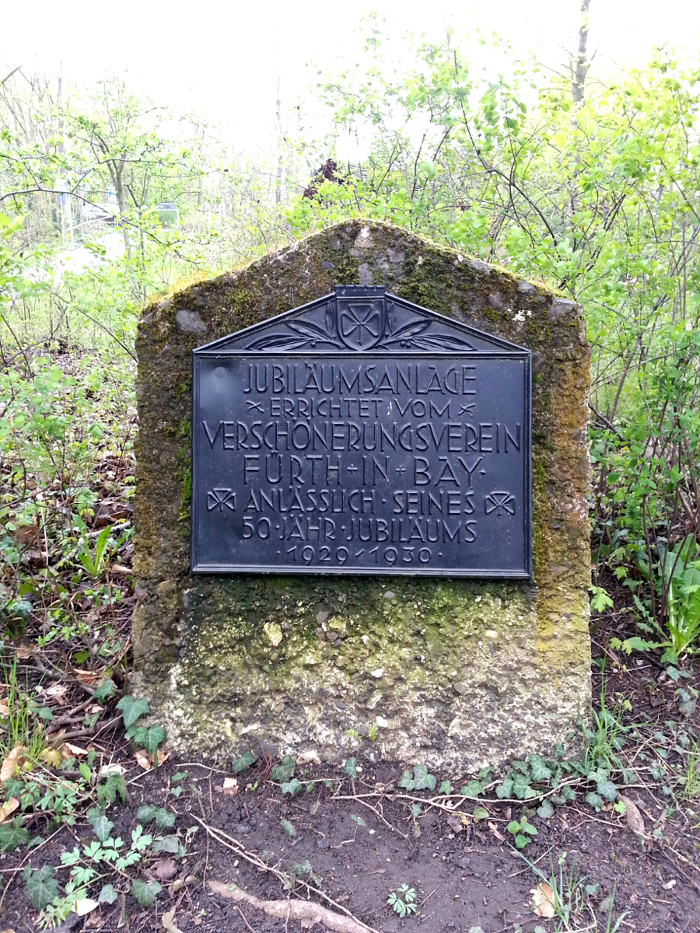 JUBILÄUMSANLAGE
ERRICHTET VOM
VERSCHÖNERUNGSVEREIN
FÜRTH + IN + BAY·
ANLÄSSLICH · SEINES
50·JÄHR·JUBILÄUMS
·1929/1930·